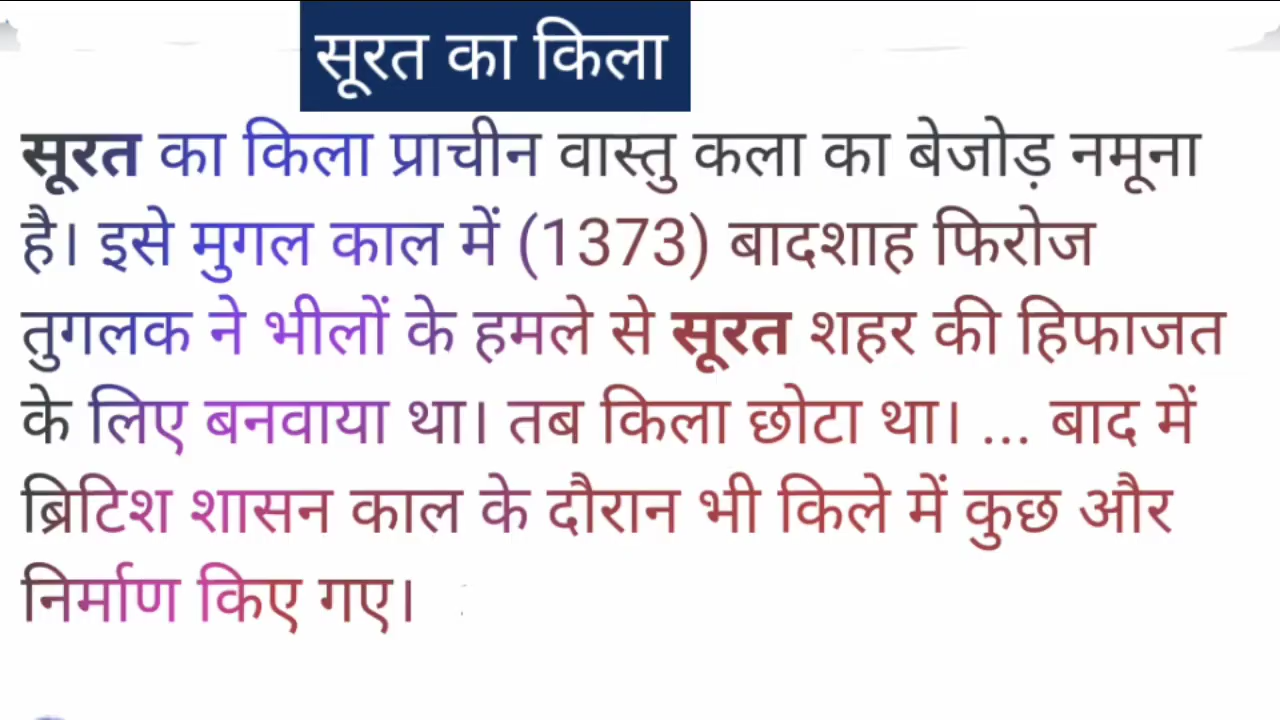 सूरत का किला
सूरत का किला प्राचीन वास्तु कला का बेजोड़ नमूना
है। इसे मुगल काल में (1373) बादशाह फिरोज
तुगलक ने भीलों के हमले से सूरत शहर की हिफाजत
के लिए बनवाया था। तब किला छोटा था। ... बाद में
ब्रिटिश शासन काल के दौरान भी किले में कुछ और
निर्माण किए गए।